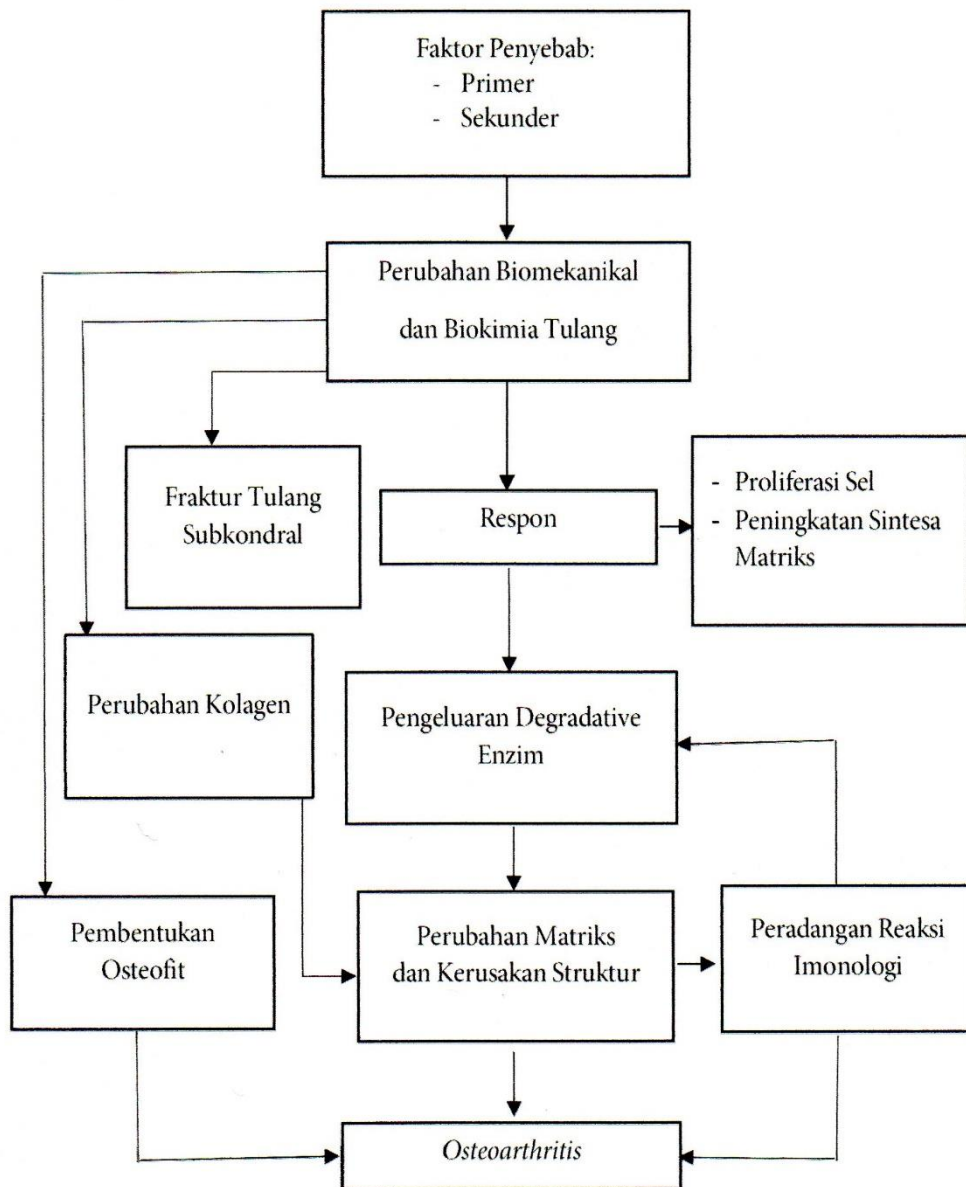 Faktor Penyebab:
- Primer
- Sekunder
Perubahan Biomekanikal
dan Biokimia Tulang
Fraktur Tulang
Subkondral
Respon
- Proliferasi Sel
- Peningkatan Sintesa
Matriks
Perubahan Kolagen
Pengeluaran Degradative
Enzim
Pembentukan
Osteofit
Perubahan Matriks
dan Kerusakan Struktur
Peradangan Reaksi
Imonologi
Osteoarthritis